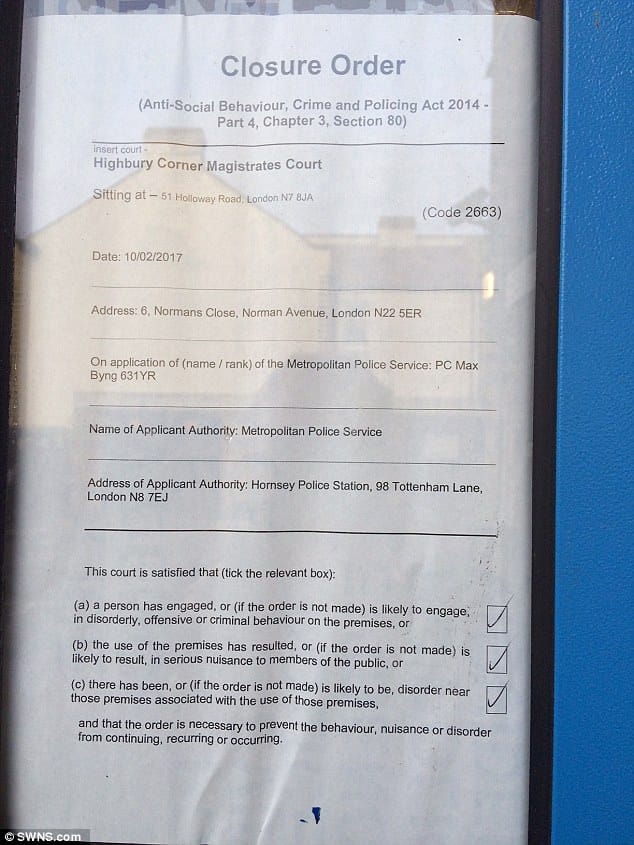 Closure Order
(Anti-Social Behaviour, Crime and Policing Act 2014 -
Part 4, Chapter 3, Section 80)
insert court -
Highbury Corner Magistrates Court
Sitting at – 51 Holloway Road, London N7 8JA
(Code 2663)
Date: 10/02/2017
Address: 6, Normans Close, Norman Avenue, London N22 5ER
On application of (name / rank) of the Metropolitan Police Service: PC Max
Byng 631YR
Name of Applicant Authority: Metropolitan Police Service
Address of Applicant Authority: Hornsey Police Station, 98 Tottenham Lane,
London N8 7EJ
This court is satisfied that (tick the relevant box):
(a) a person has engaged, or (if the order is not made) is likely to engage,
in disorderly, offensive or criminal behaviour on the premises, or
(b) the use of the premises has resulted, or (if the order is not made) is
likely to result, in serious nuisance to members of the public, or
(c) there has been, or (if the order is not made) is likely to be, disorder near
those premises associated with the use of those premises,
and that the order is necessary to prevent the behaviour, nuisance or disorder
from continuing, recurring or occurring.
© SWNS.com